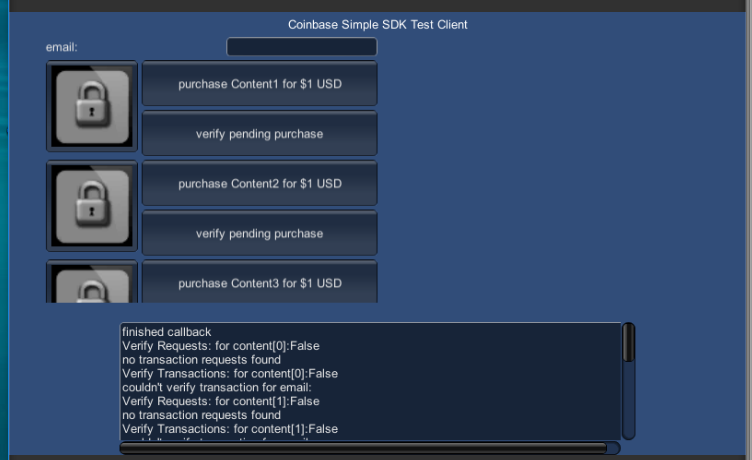 Coinbase Simple SDK Test Client
email:
purchase Content1 for $1 USD
verify pending purchase
purchase Content2 for $1 USD
verify pending purchase
purchase Content3 for $1 USD
finished callback
Verify Requests: for content[0]:False
no transaction requests found
Verify Transactions: for content[0]:False
couldn't verify transaction for email:
Verify Requests: for content[1]:False
no transaction requests found
Verify Transactions: for content[1]:False